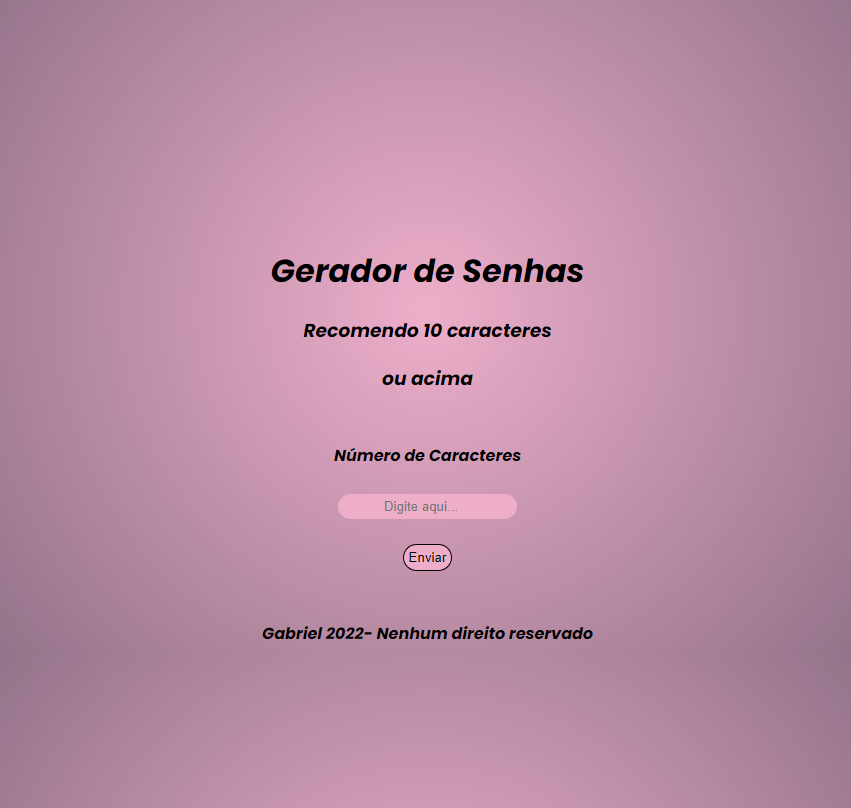 Gerador de Senhas
Recomendo 10 caracteres
ou acima
Número de Caracteres
Digite aqui...
Enviar
Gabriel 2022- Nenhum direito reservado